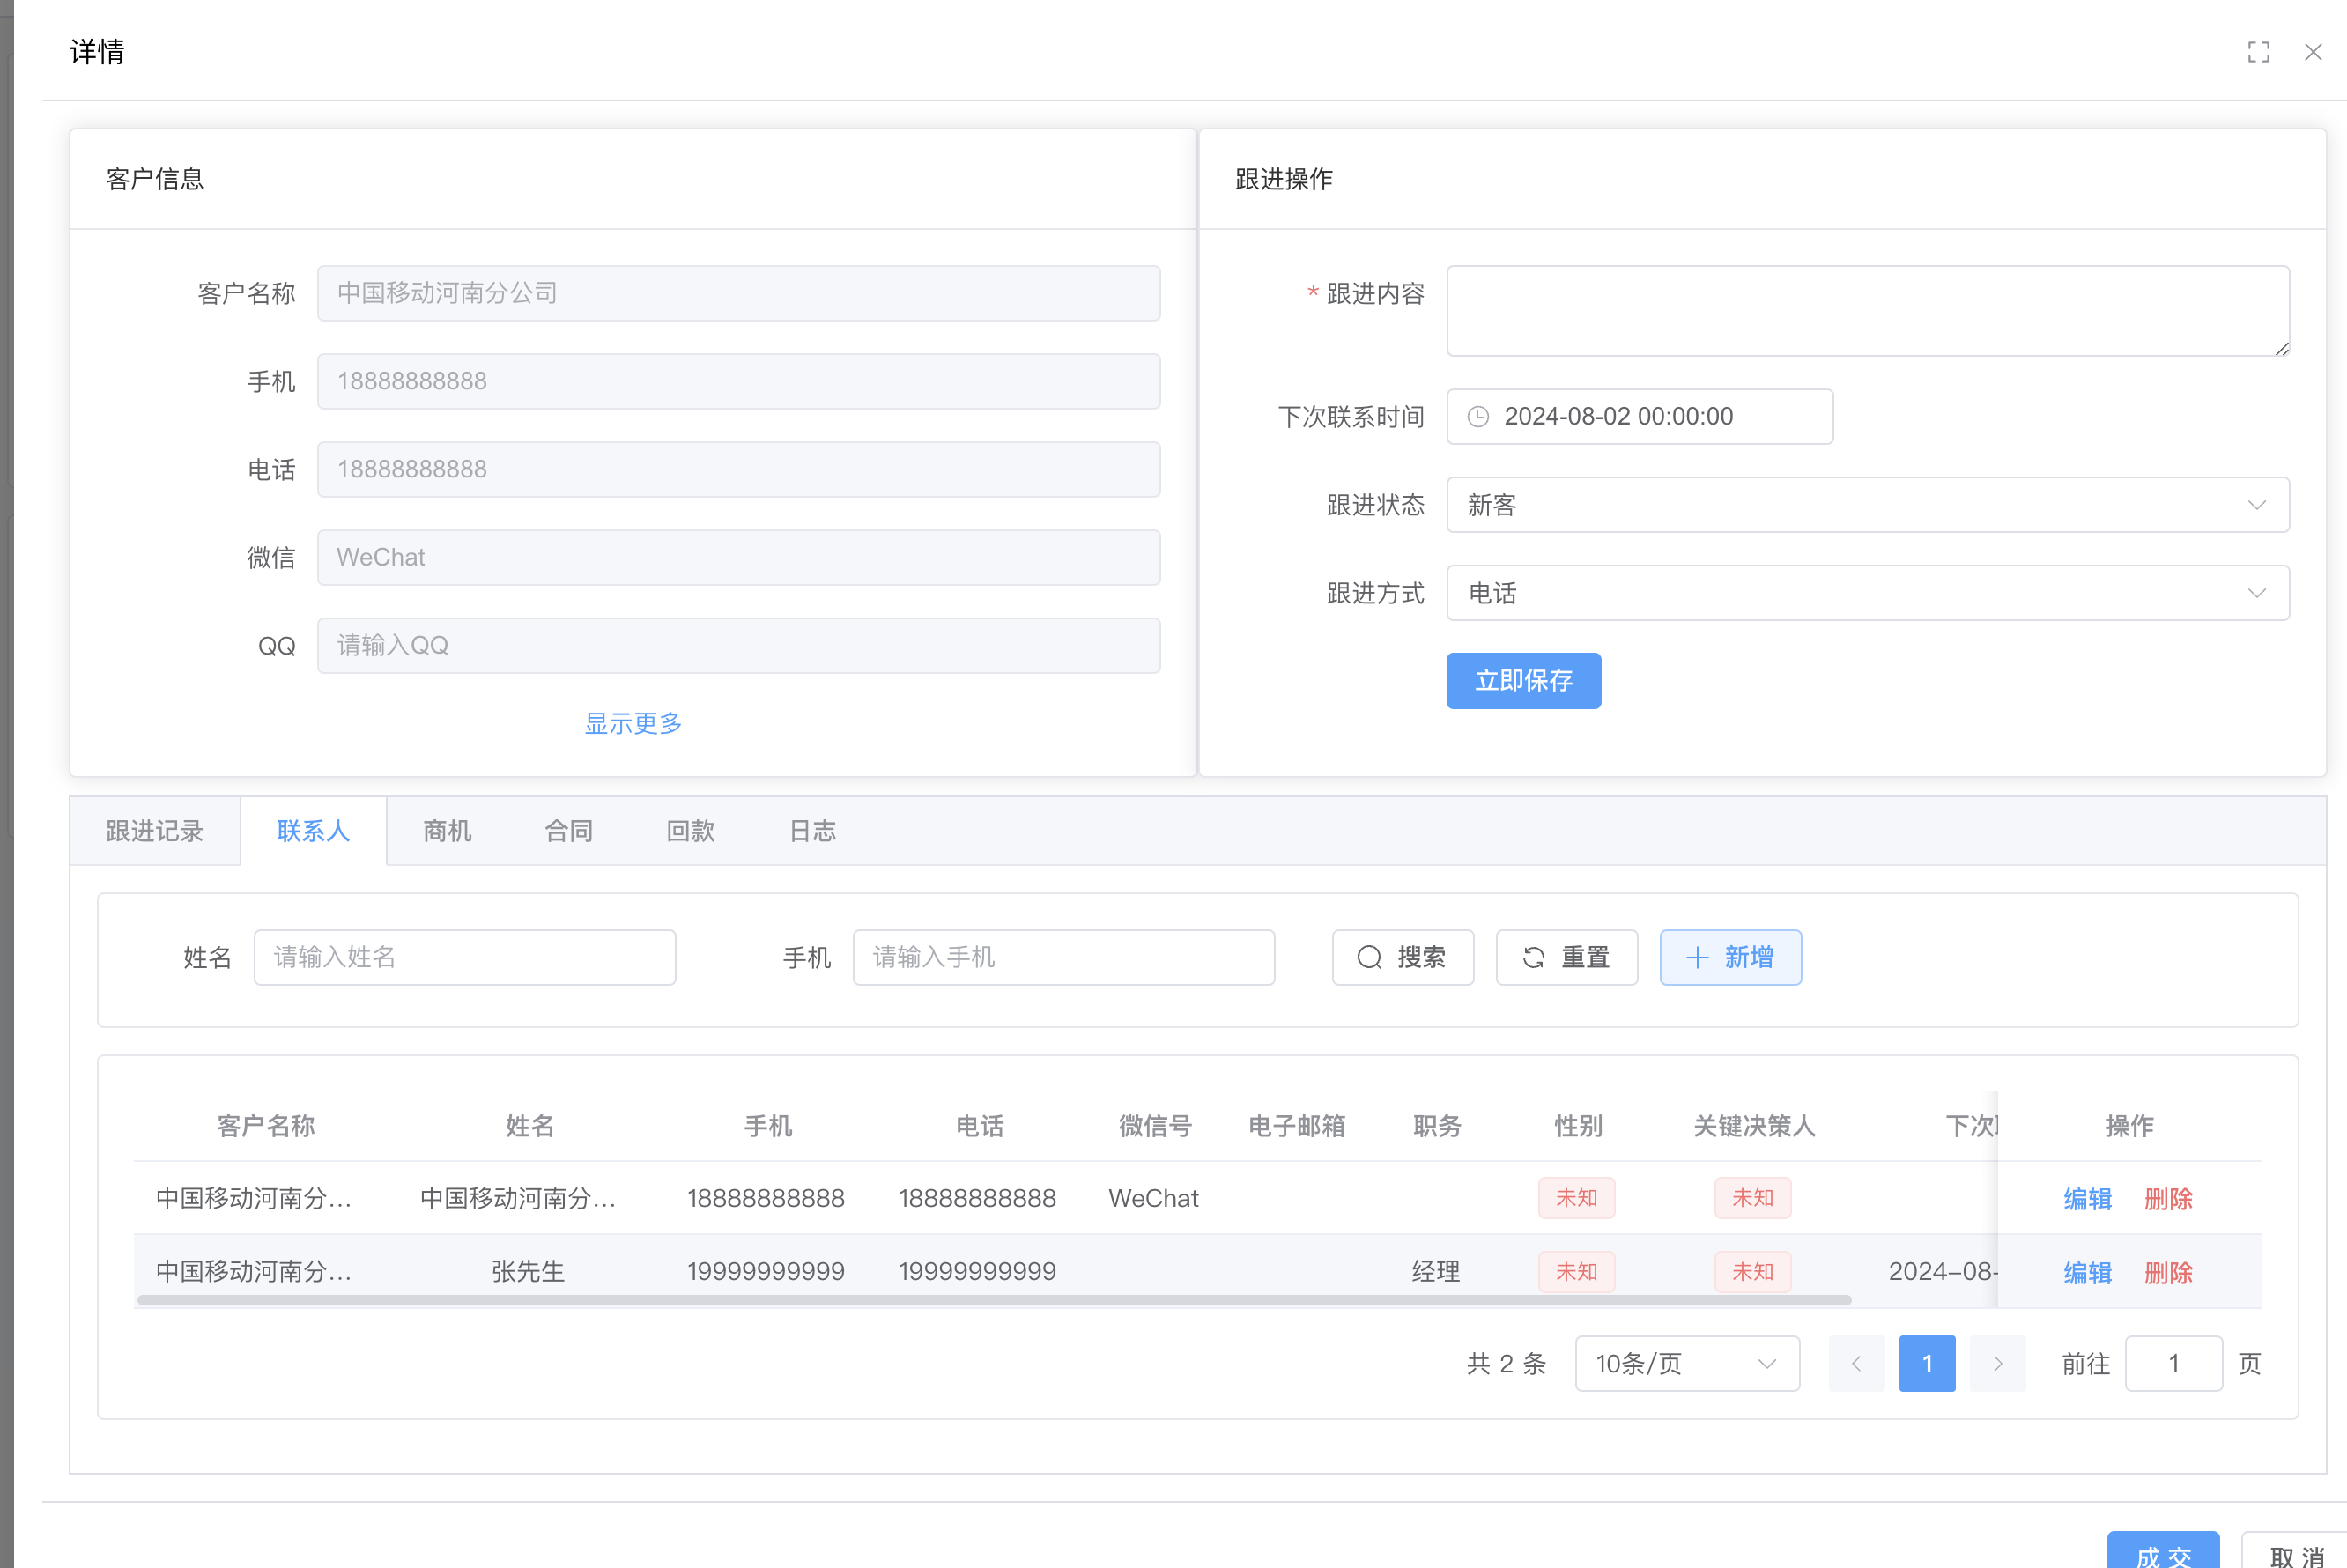 详情
客户信息
客户名称 中国移动河南分公司
手机 18888888888
电话 18888888888
微信 WeChat
QQ 请输入QQ
显示更多
跟进操作
* 跟进内容
下次联系时间 2024-08-02 00:00:00
跟进状态 新客
跟进方式 电话
立即保存
跟进记录 联系人 商机 合同 回款 日志
姓名 请输入姓名 手机 请输入手机 搜索 重置 新增
客户名称 姓名 手机 电话 微信号 电子邮箱 职务 性别 关键决策人 下次 操作
中国移动河南分... 中国移动河南分... 18888888888 18888888888 WeChat 未知 未知 编辑 删除
中国移动河南分... 张先生 19999999999 19999999999 经理 未知 未知 2024-08- 编辑 删除
共 2 条 10条/页 1 前往 1 页
成交 取消